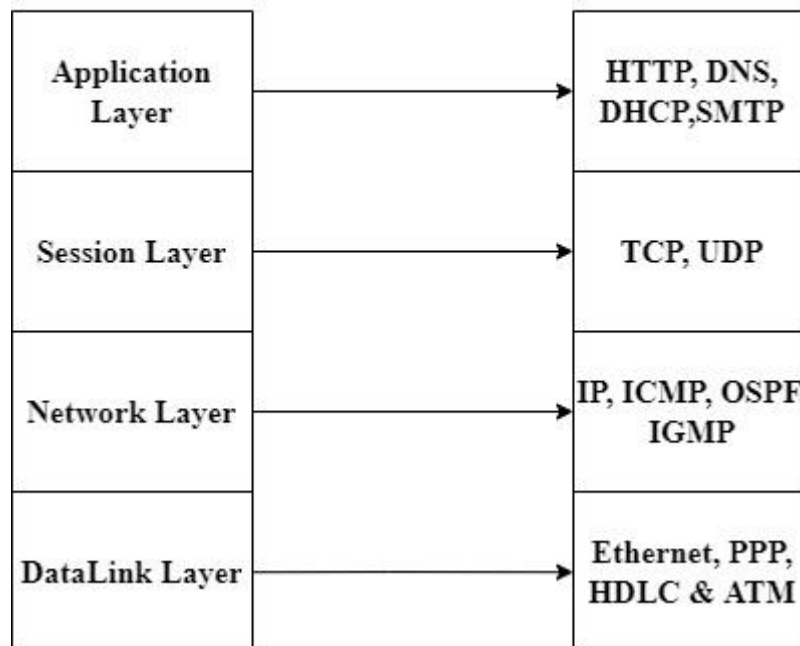 Application
Layer
HTTP, DNS,
DHCP,SMTP
Session Layer
TCP, UDP
Network Layer
IP, ICMP, OSPF
IGMP
DataLink Layer
Ethernet, PPP,
HDLC & ATM